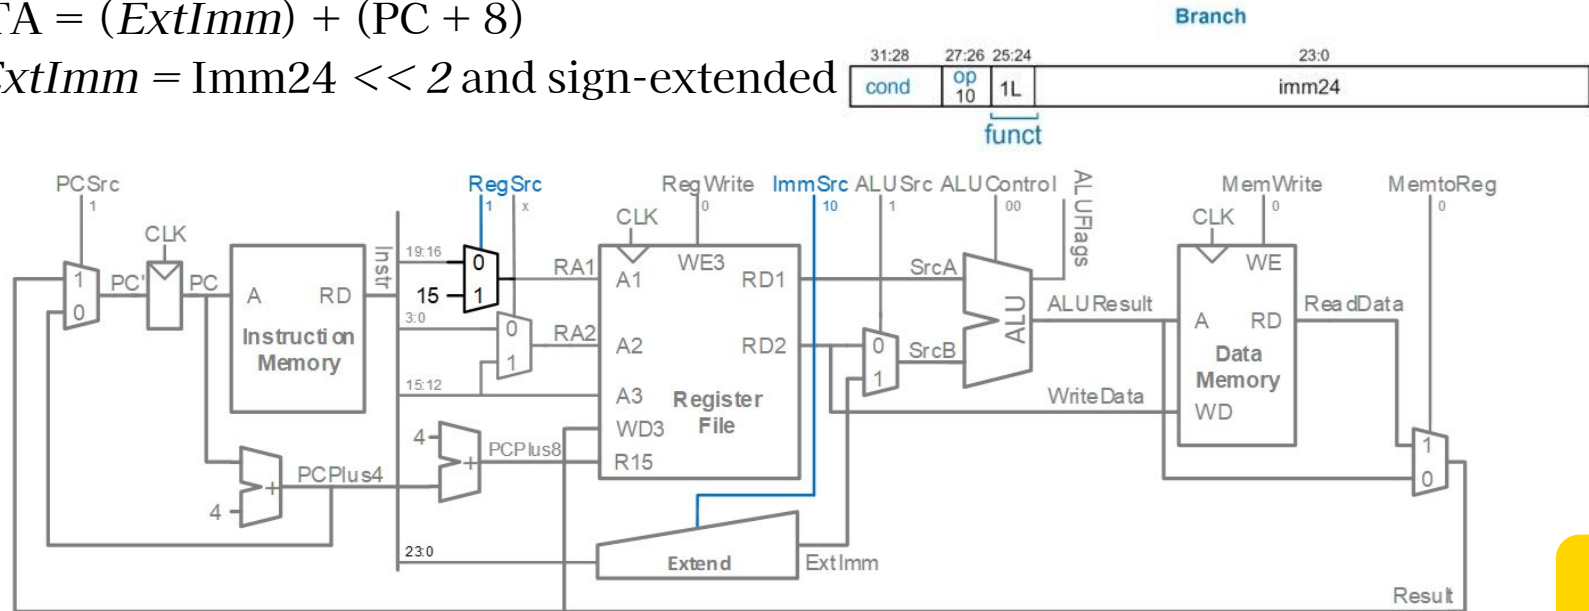 TA = (ExtImm) + (PC + 8)
ExtImm = Imm24 << 2 and sign-extended
Branch
31:28 27:26 25:24 23:0
cond op 10 1L imm24
funct
PCSrc RegSrc RegWrite ImmSrc ALUSrc ALUControl ALUFlags MemWrite MemtoReg
1 1 x 0 10 1 00 0 0
CLK CLK CLK
1 PC' PC A RD Instr 19:16 0 RA1 A1 WE3 RD1 SrcA ALU WE
0 15 1
Instruction Memory 3:0 0 RA2 A2 RD2 0 SrcB ALUResult A RD ReadData
1 1 Data Memory
15:12 A3 Register File WriteData WD
4 + PCPlus8 WD3 1
PCPlus4 R15 0
4 +
23:0 Extend ExtImm
Result